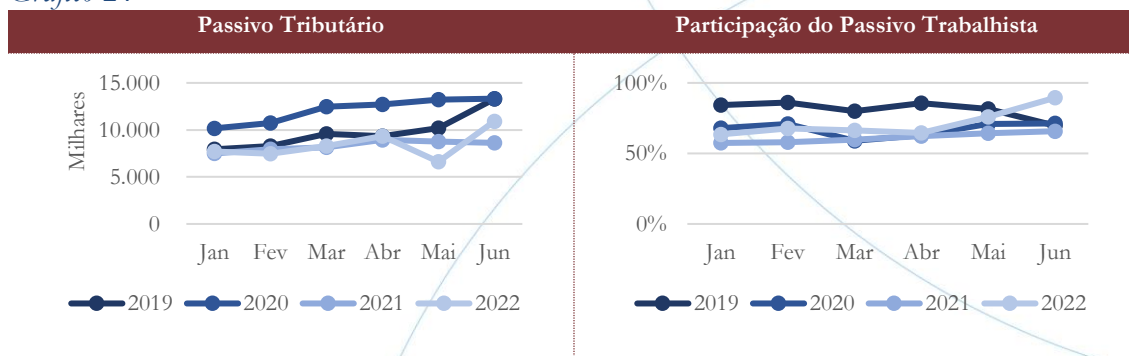 Passivo Tributário
Participação do Passivo Trabalhista
Milhares
15.000
10.000
5.000
0
Jan Fev Mar Abr Mai Jun
2019 2020 2021 2022
100%
50%
0%
Jan Fev Mar Abr Mai Jun
2019 2020 2021 2022